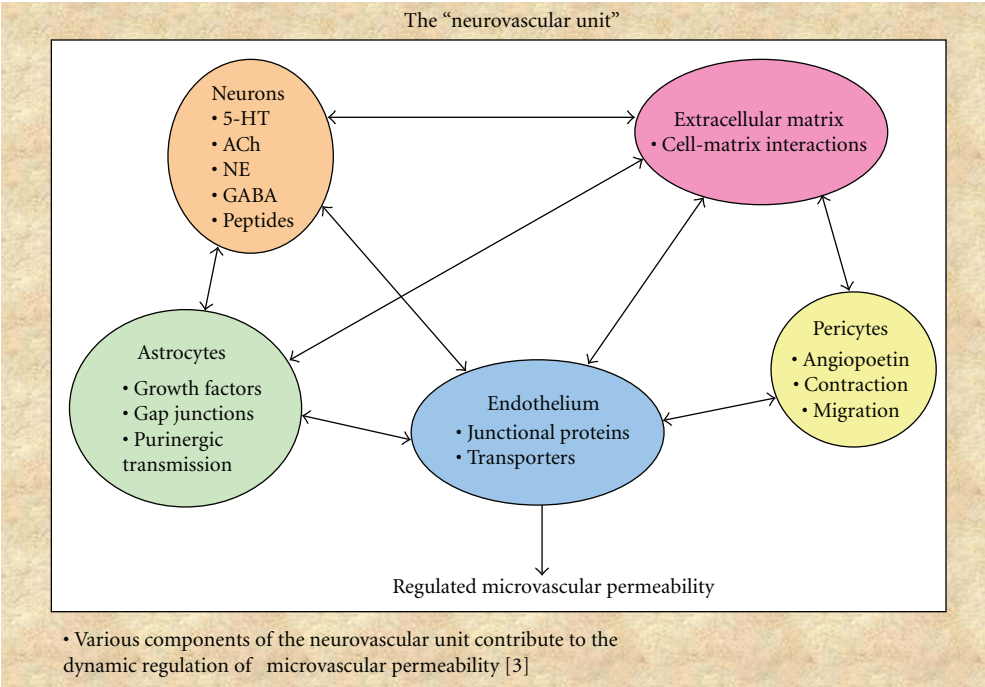 The “neurovascular unit”
Neurons
• 5-HT
• ACh
• NE
• GABA
• Peptides
Extracellular matrix
• Cell-matrix interactions
Astrocytes
• Growth factors
• Gap junctions
• Purinergic
transmission
Endothelium
• Junctional proteins
• Transporters
Pericytes
• Angiopoetin
• Contraction
• Migration
Regulated microvascular permeability
• Various components of the neurovascular unit contribute to the
dynamic regulation of microvascular permeability [3]